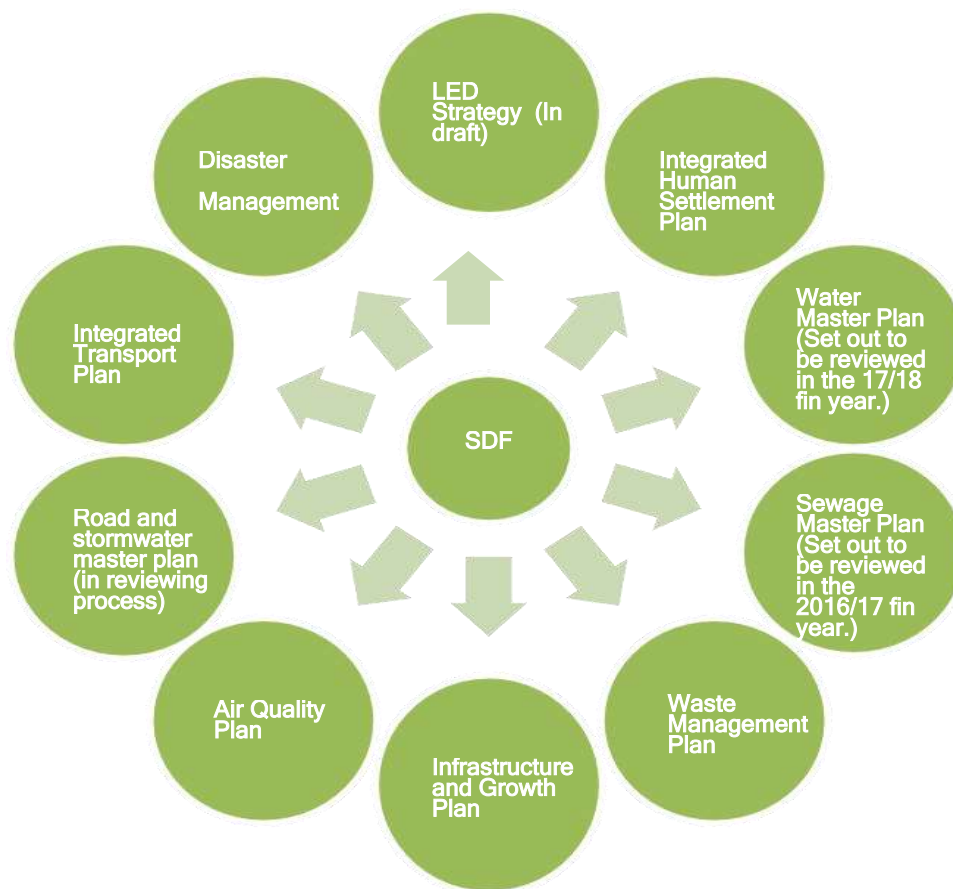 LED
Strategy (In
draft)
Integrated
Human
Settlement
Plan
Water
Master Plan
(Set out to
be reviewed
in the 17/18
fin year.)
Sewage
Master Plan
(Set out to
be reviewed
in the
2016/17 fin
year.)
Waste
Management
Plan
Infrastructure
and Growth
Plan
Air Quality
Plan
Road and
stormwater
master plan
(in reviewing
process)
Integrated
Transport
Plan
Disaster
Management
SDF